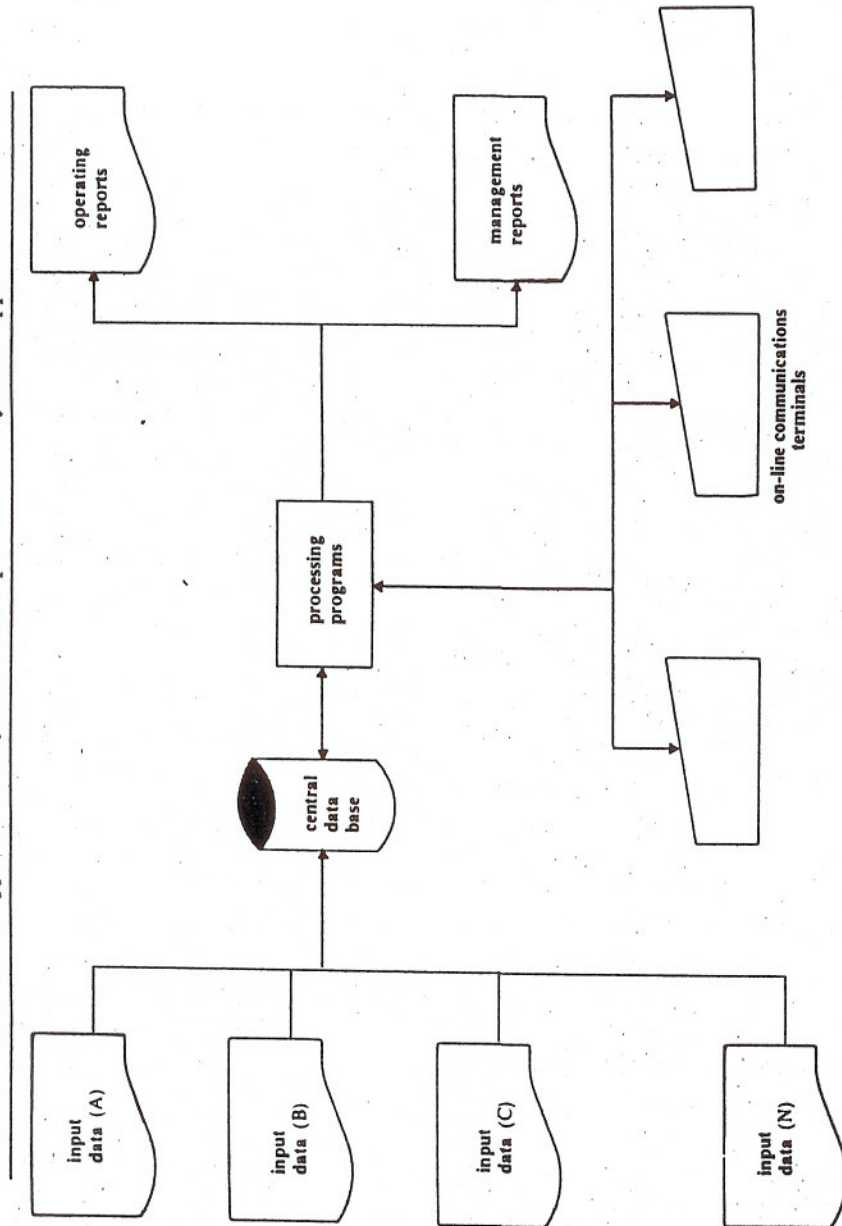 input
data (A)
input
data (B)
input
data (C)
input
data (N)
central
data
base
processing
programs
operating
reports
management
reports
on-line communications
terminals